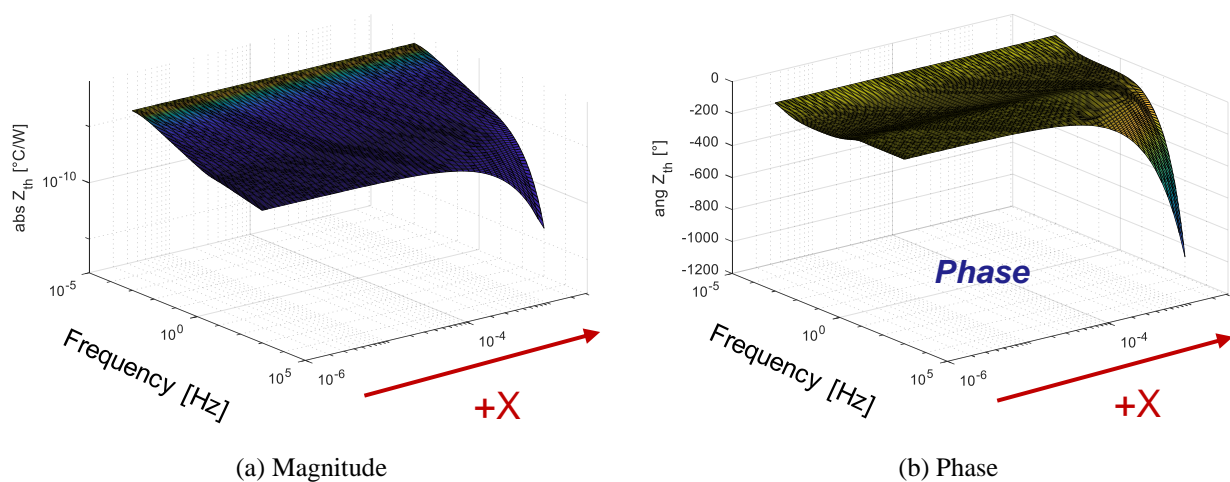 abs Z_th [°C/W]
10^-10
10^-5
10^0
10^5
Frequency [Hz]
10^-6
10^-4
+X
(a) Magnitude
ang Z_th [°]
0
-200
-400
-600
-800
-1000
-1200
10^-5
10^0
10^5
Frequency [Hz]
10^-6
10^-4
Phase
+X
(b) Phase